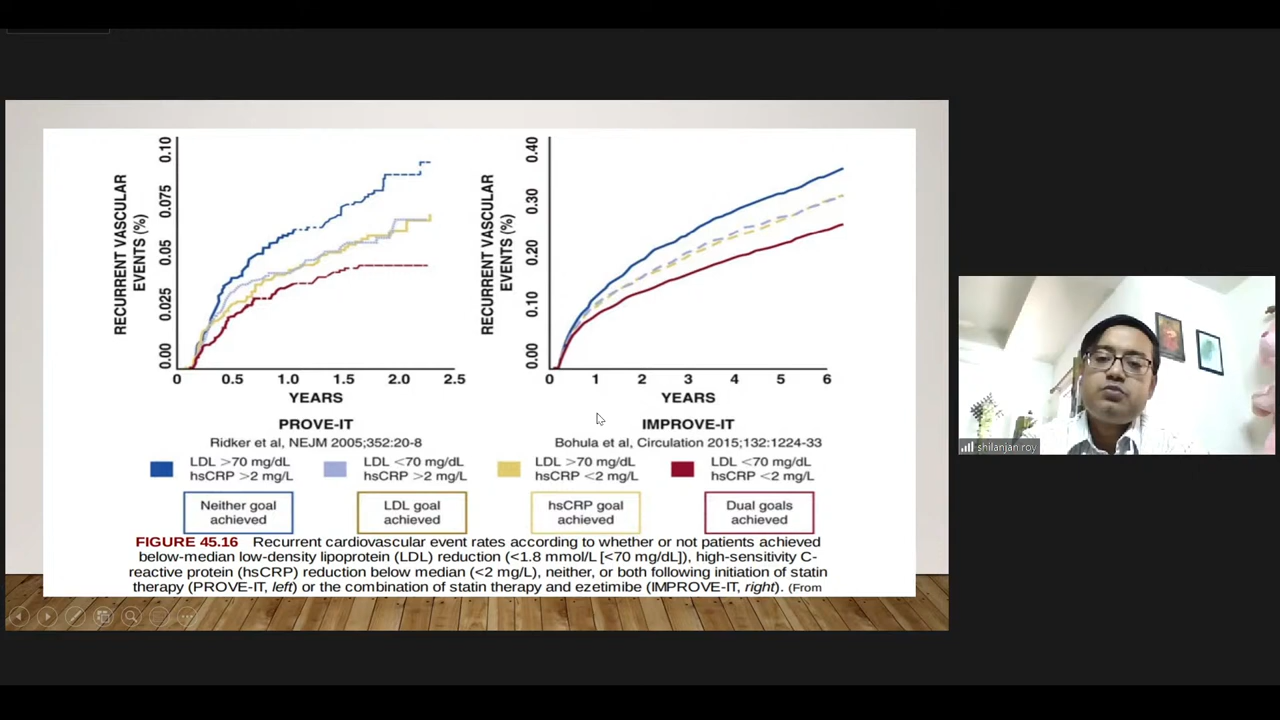 RECURRENT VASCULAR
EVENTS (%)
0.10
0.075
0.05
0.025
0.00
0 0.5 1.0 1.5 2.0 2.5
YEARS
PROVE-IT
Ridker et al, NEJM 2005;352:20-8
RECURRENT VASCULAR
EVENTS (%)
0.40
0.30
0.20
0.10
0.00
0 1 2 3 4 5 6
YEARS
IMPROVE-IT
Bohula et al, Circulation 2015;132:1224-33
LDL >70 mg/dL
hsCRP >2 mg/L
LDL <70 mg/dL
hsCRP >2 mg/L
LDL >70 mg/dL
hsCRP <2 mg/L
LDL <70 mg/dL
hsCRP <2 mg/L
Neither goal
achieved
LDL goal
achieved
hsCRP goal
achieved
Dual goals
achieved
FIGURE 45.16 Recurrent cardiovascular event rates according to whether or not patients achieved
below-median low-density lipoprotein (LDL) reduction (<1.8 mmol/L [<70 mg/dL]), high-sensitivity C-
reactive protein (hsCRP) reduction below median (<2 mg/L), neither, or both following initiation of statin
therapy (PROVE-IT, left) or the combination of statin therapy and ezetimibe (IMPROVE-IT, right). (From
shilanjan roy